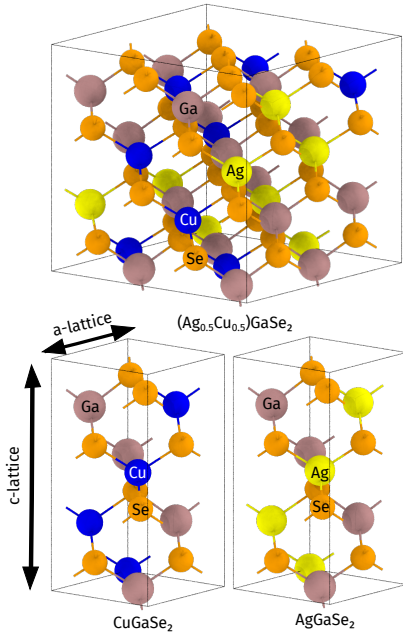 Ga
Ag
Cu
Se
(Ag₀.₅Cu₀.₅)GaSe₂
a-lattice
c-lattice
Ga
Cu
Se
Ga
Ag
Se
CuGaSe₂
AgGaSe₂